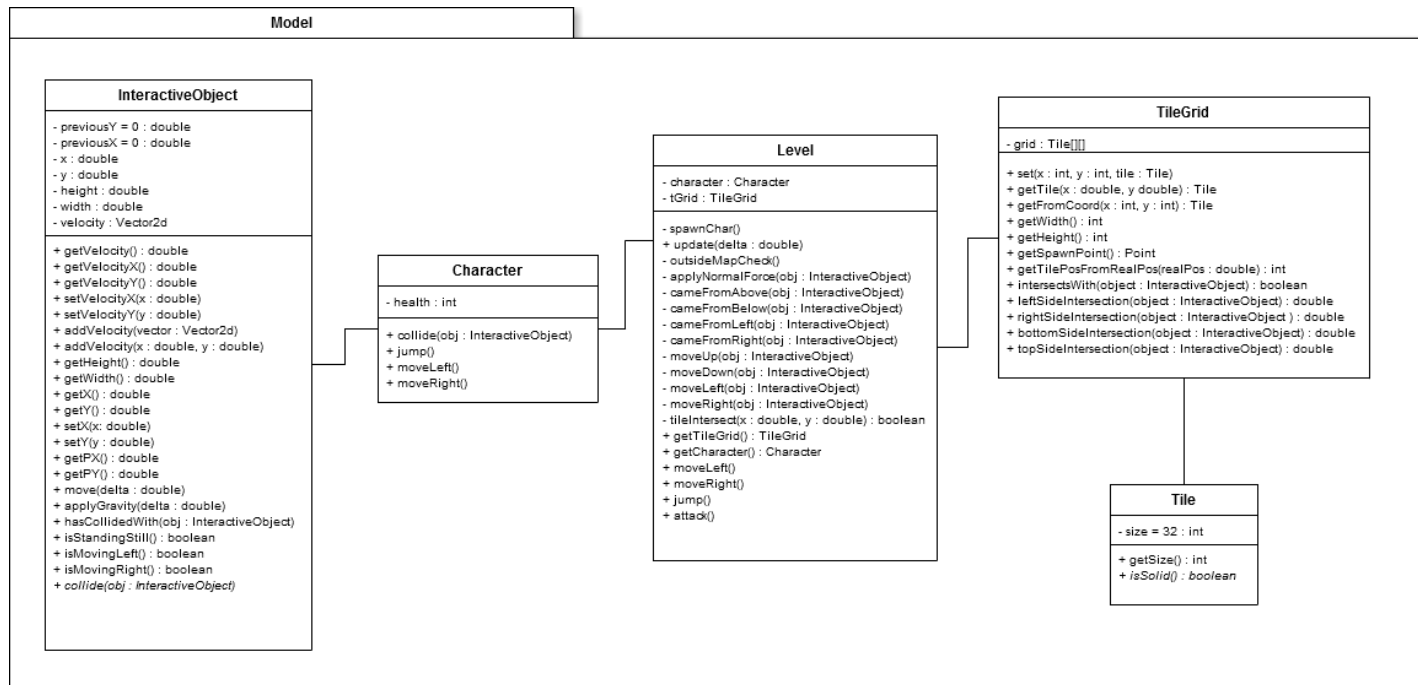 Model
InteractiveObject
- previousY = 0 : double
- previousX = 0 : double
- x : double
- y : double
- height : double
- width : double
- velocity : Vector2d
+ getVelocity() : double
+ getVelocityX() : double
+ getVelocityY() : double
+ setVelocityX(x : double)
+ setVelocityY(y : double)
+ addVelocity(vector : Vector2d)
+ addVelocity(x : double, y : double)
+ getHeight() : double
+ getWidth() : double
+ getX() : double
+ getY() : double
+ setX(x: double)
+ setY(y : double)
+ getPX() : double
+ getPY() : double
+ move(delta : double)
+ applyGravity(delta : double)
+ hasCollidedWith(obj : InteractiveObject)
+ isStandingStill() : boolean
+ isMovingLeft() : boolean
+ isMovingRight() : boolean
+ collide(obj : InteractiveObject)
Character
- health : int
+ collide(obj : InteractiveObject)
+ jump()
+ moveLeft()
+ moveRight()
Level
- character : Character
- tGrid : TileGrid
- spawnChar()
+ update(delta : double)
- outsideMapCheck()
- applyNormalForce(obj : InteractiveObject)
- cameFromAbove(obj : InteractiveObject)
- cameFromBelow(obj : InteractiveObject)
- cameFromLeft(obj : InteractiveObject)
- cameFromRight(obj : InteractiveObject)
- moveUp(obj : InteractiveObject)
- moveDown(obj : InteractiveObject)
- moveLeft(obj : InteractiveObject)
- moveRight(obj : InteractiveObject)
- tileIntersect(x : double, y : double) : boolean
+ getTileGrid() : TileGrid
+ getCharacter() : Character
+ moveLeft()
+ moveRight()
+ jump()
+ attack()
TileGrid
- grid : Tile[][]
+ set(x : int, y : int, tile : Tile)
+ getTile(x : double, y double) : Tile
+ getFromCoord(x : int, y : int) : Tile
+ getWidth() : int
+ getHeight() : int
+ getSpawnPoint() : Point
+ getTilePosFromRealPos(realPos : double) : int
+ intersectsWith(object : InteractiveObject) : boolean
+ leftSideIntersection(object : InteractiveObject) : double
+ rightSideIntersection(object : InteractiveObject ) : double
+ bottomSideIntersection(object : InteractiveObject) : double
+ topSideIntersection(object : InteractiveObject) : double
Tile
- size = 32 : int
+ getSize() : int
+ isSolid() : boolean